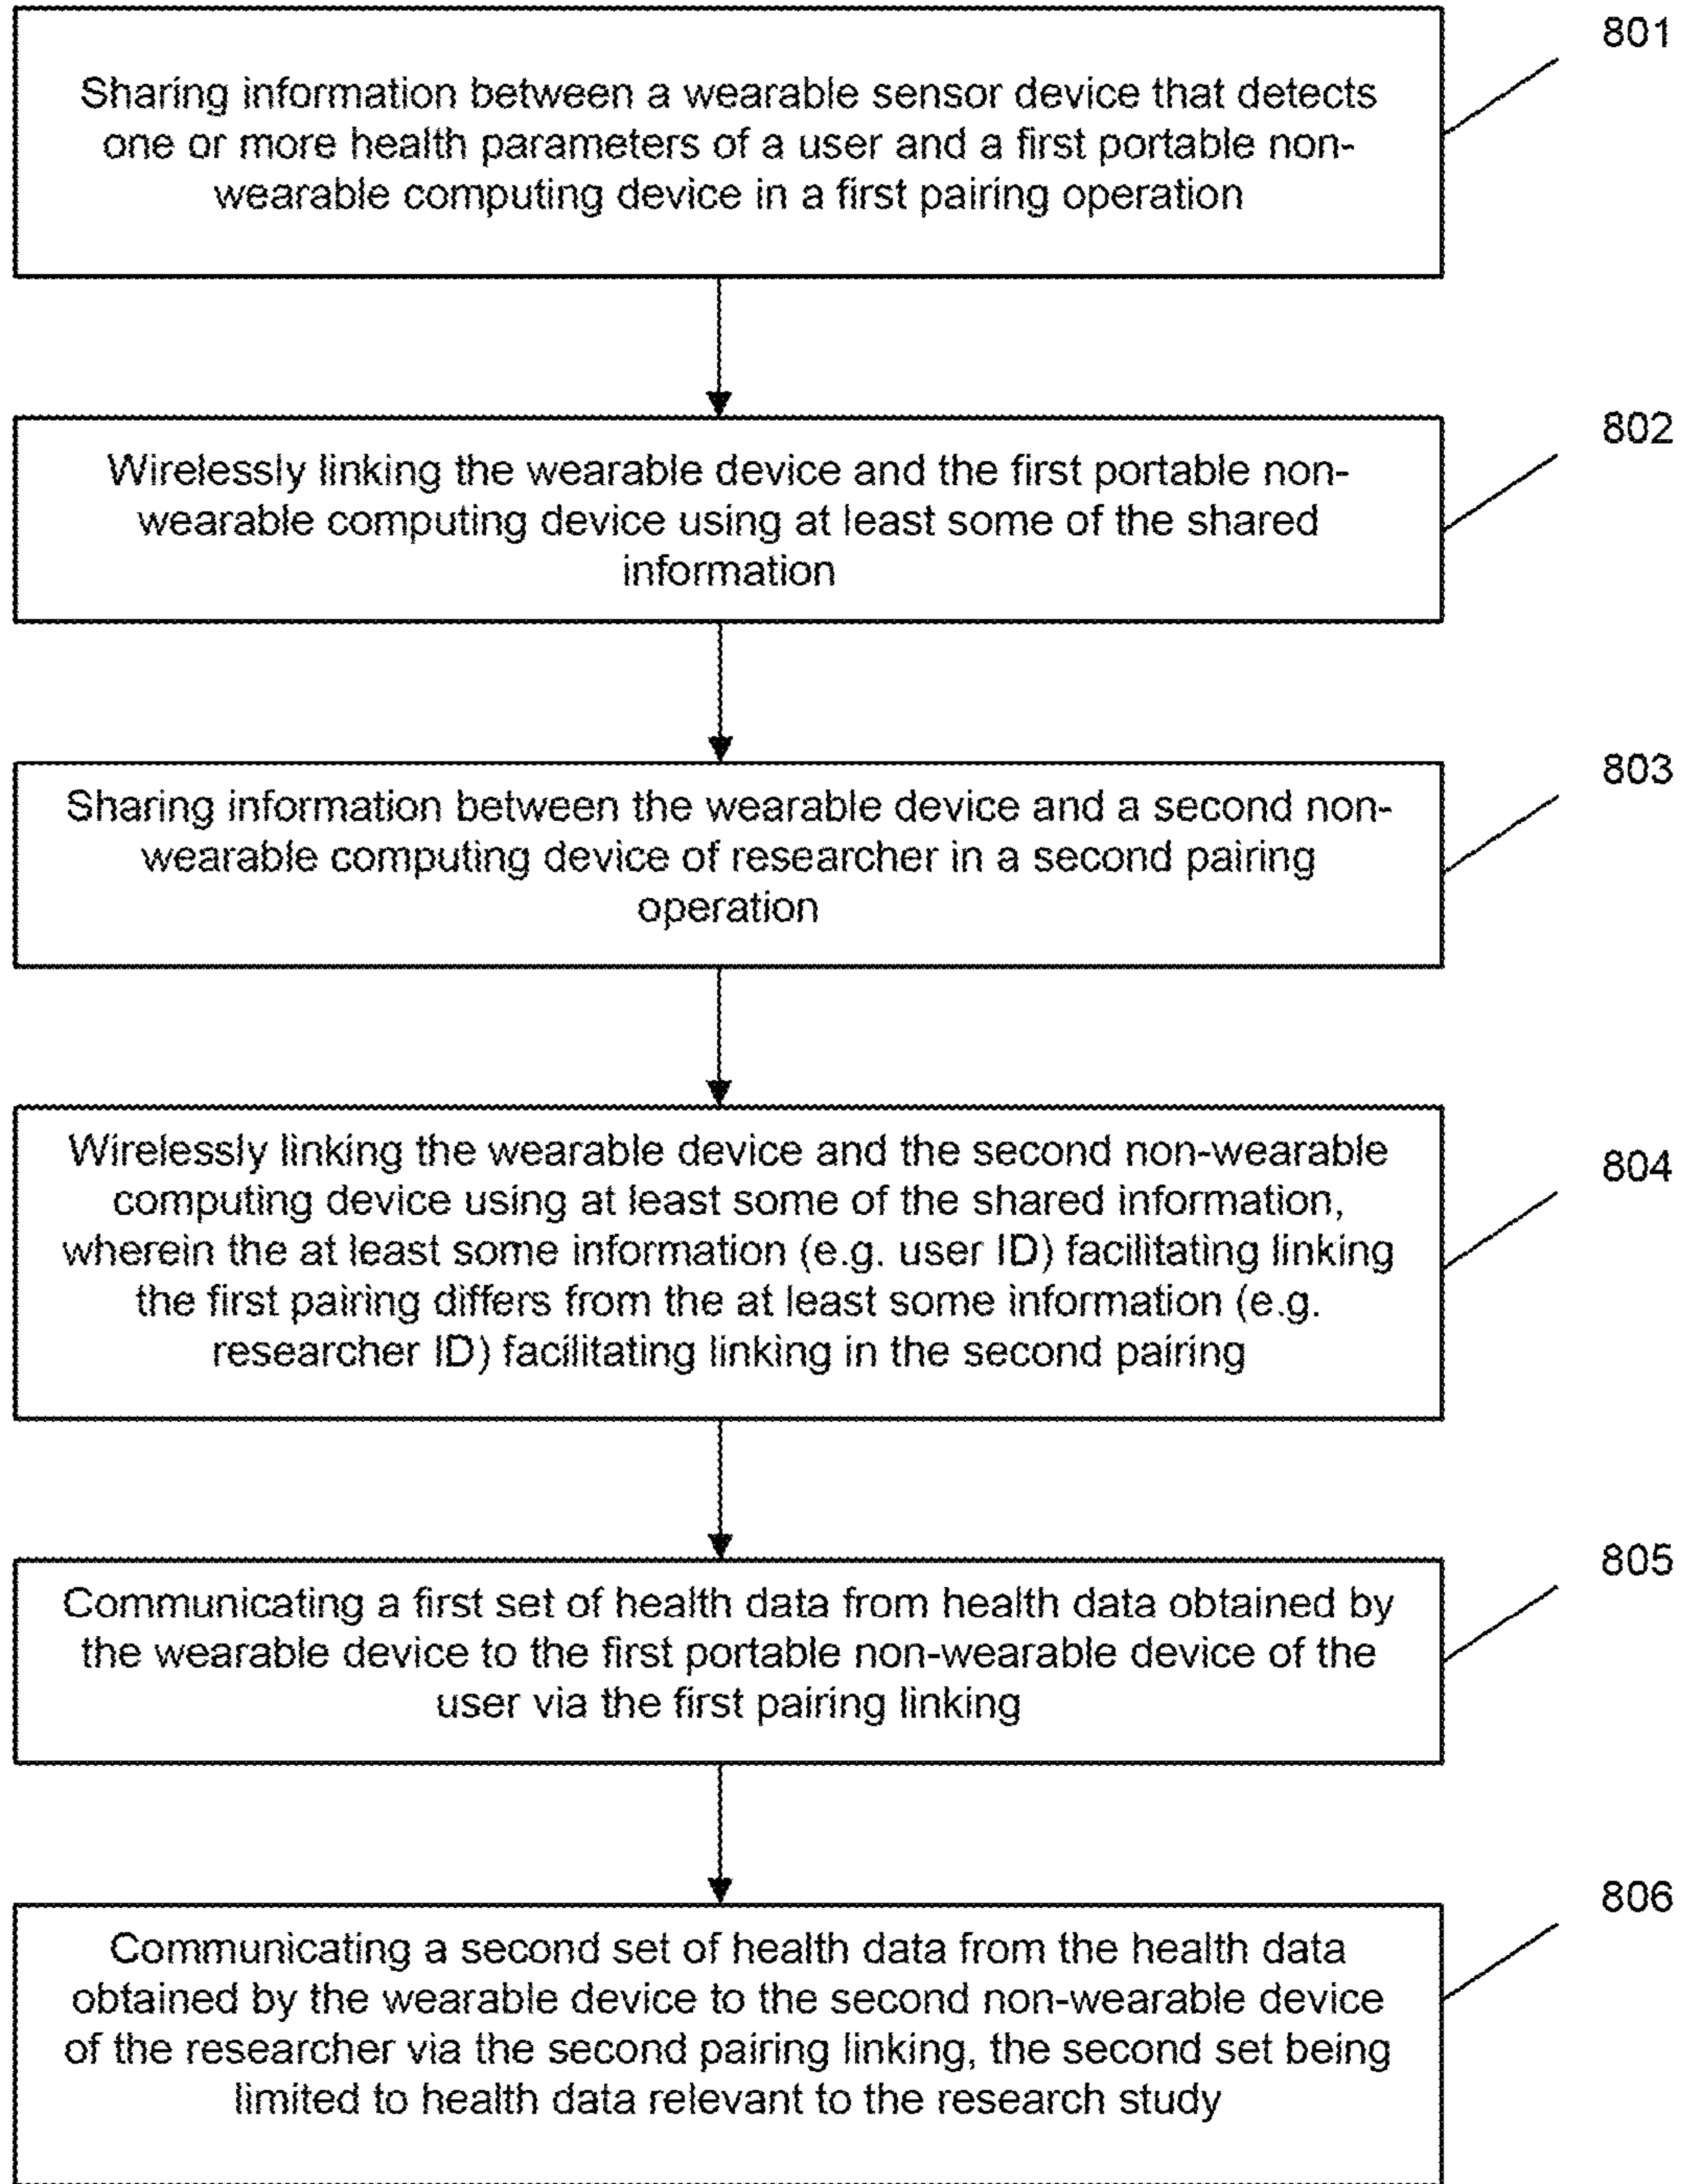 801
Sharing information between a wearable sensor device that detects
one or more health parameters of a user and a first portable non-
wearable computing device in a first pairing operation
802
Wirelessly linking the wearable device and the first portable non-
wearable computing device using at least some of the shared
information
803
Sharing information between the wearable device and a second non-
wearable computing device of researcher in a second pairing
operation
804
Wirelessly linking the wearable device and the second non-wearable
computing device using at least some of the shared information,
wherein the at least some information (e.g. user ID) facilitating linking
the first pairing differs from the at least some information (e.g.
researcher ID) facilitating linking in the second pairing
805
Communicating a first set of health data from health data obtained by
the wearable device to the first portable non-wearable device of the
user via the first pairing linking
806
Communicating a second set of health data from the health data
obtained by the wearable device to the second non-wearable device
of the researcher via the second pairing linking, the second set being
limited to health data relevant to the research study